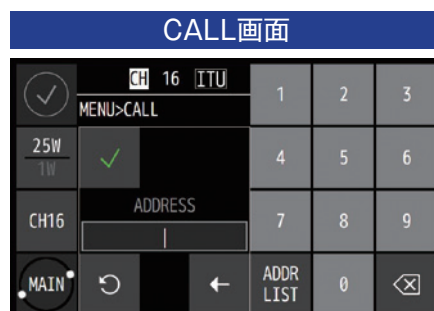 CALL画面
CH 16 ITU
MENU>CALL
1 2 3
25W
1W
4 5 6
ADDRESS
CH16
7 8 9
MAIN
ADDR
LIST
0